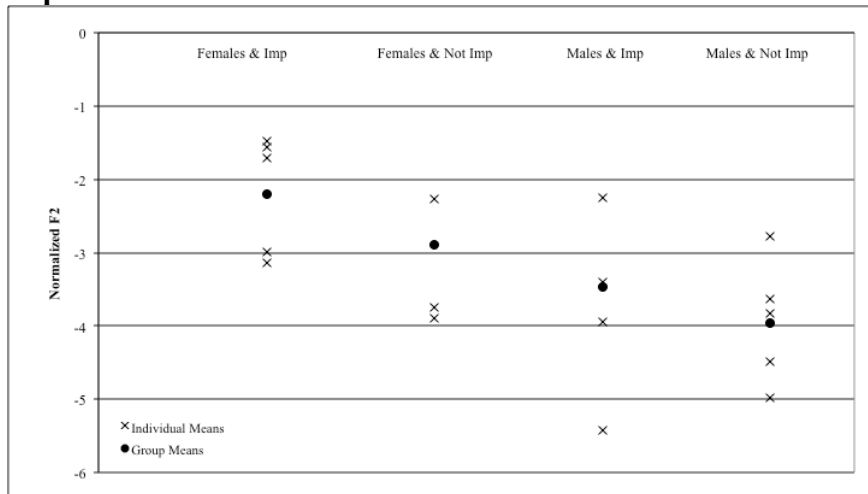 0
Females & Imp Females & Not Imp Males & Imp Males & Not Imp
-1
-2
-3
-4
-5
-6
Normalized F2
×Individual Means
●Group Means